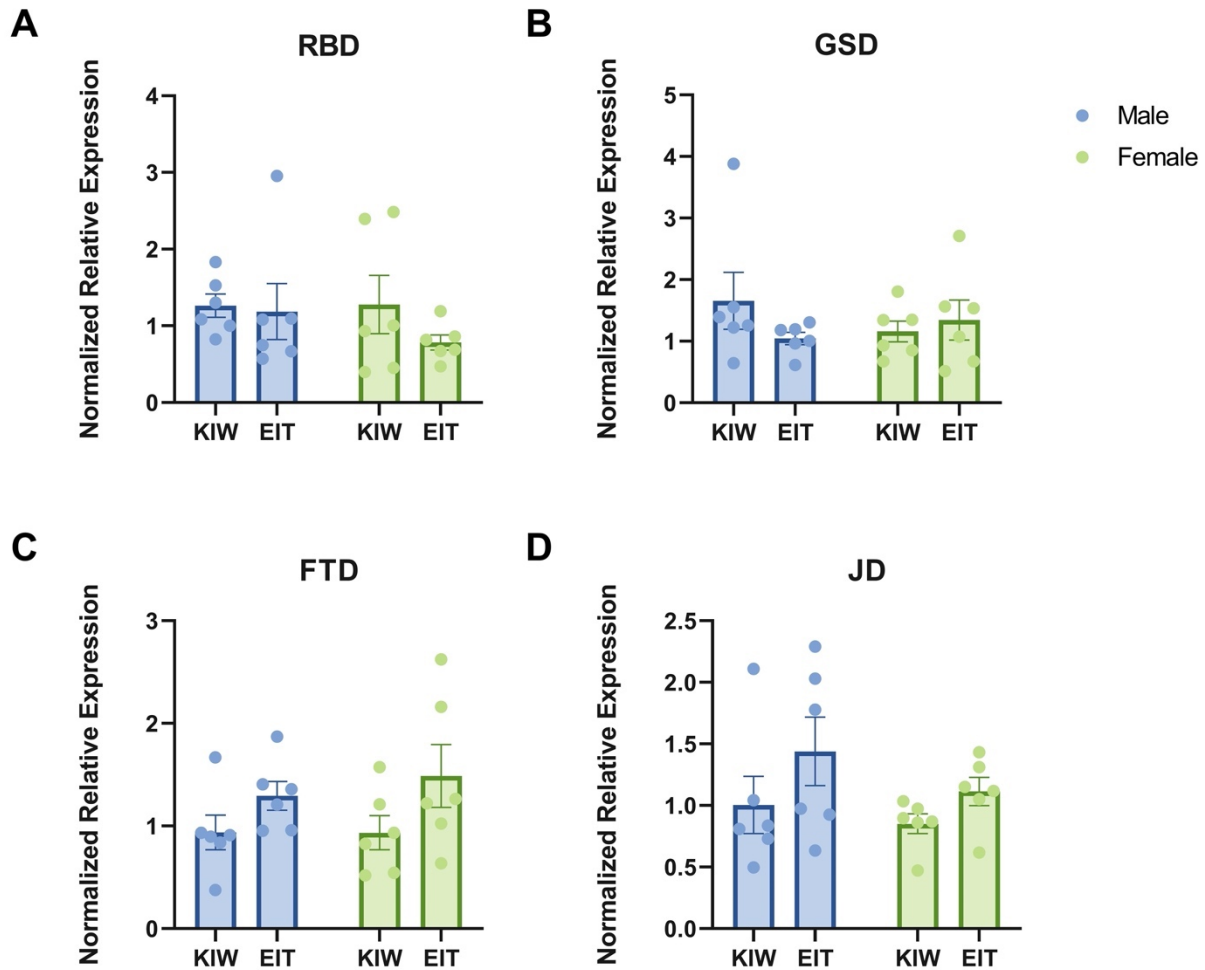 A
RBD
Normalized Relative Expression
4
3
2
1
0
KIW EIT KIW EIT
B
GSD
Normalized Relative Expression
5
4
3
2
1
0
KIW EIT KIW EIT
Male
Female
C
FTD
Normalized Relative Expression
3
2
1
0
KIW EIT KIW EIT
D
JD
Normalized Relative Expression
2.5
2.0
1.5
1.0
0.5
0.0
KIW EIT KIW EIT